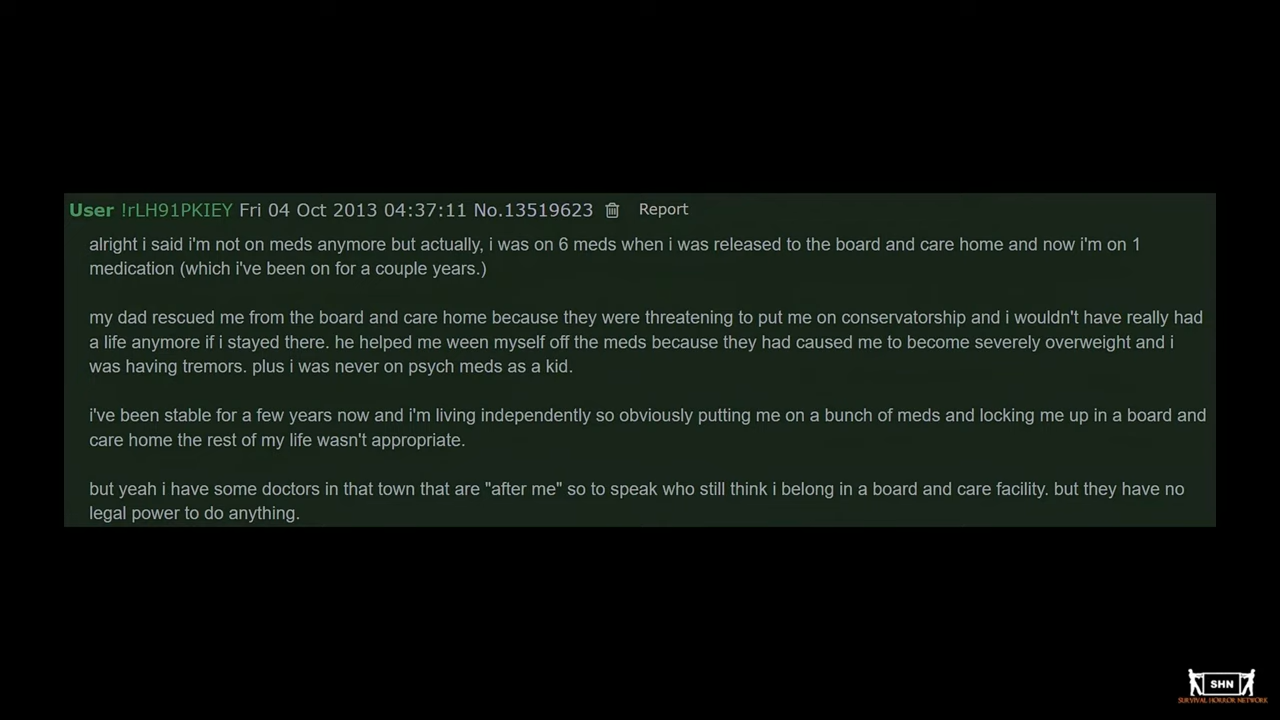 User !rLH91PKIEY Fri 04 Oct 2013 04:37:11 No.13519623 Report
alright i said i'm not on meds anymore but actually, i was on 6 meds when i was released to the board and care home and now i'm on 1
medication (which i've been on for a couple years.)
my dad rescued me from the board and care home because they were threatening to put me on conservatorship and i wouldn't have really had
a life anymore if i stayed there. he helped me ween myself off the meds because they had caused me to become severely overweight and i
was having tremors. plus i was never on psych meds as a kid.
i've been stable for a few years now and i'm living independently so obviously putting me on a bunch of meds and locking me up in a board and
care home the rest of my life wasn't appropriate.
but yeah i have some doctors in that town that are "after me" so to speak who still think i belong in a board and care facility. but they have no
legal power to do anything.
SHN
SURVIVAL HORROR NETWORK